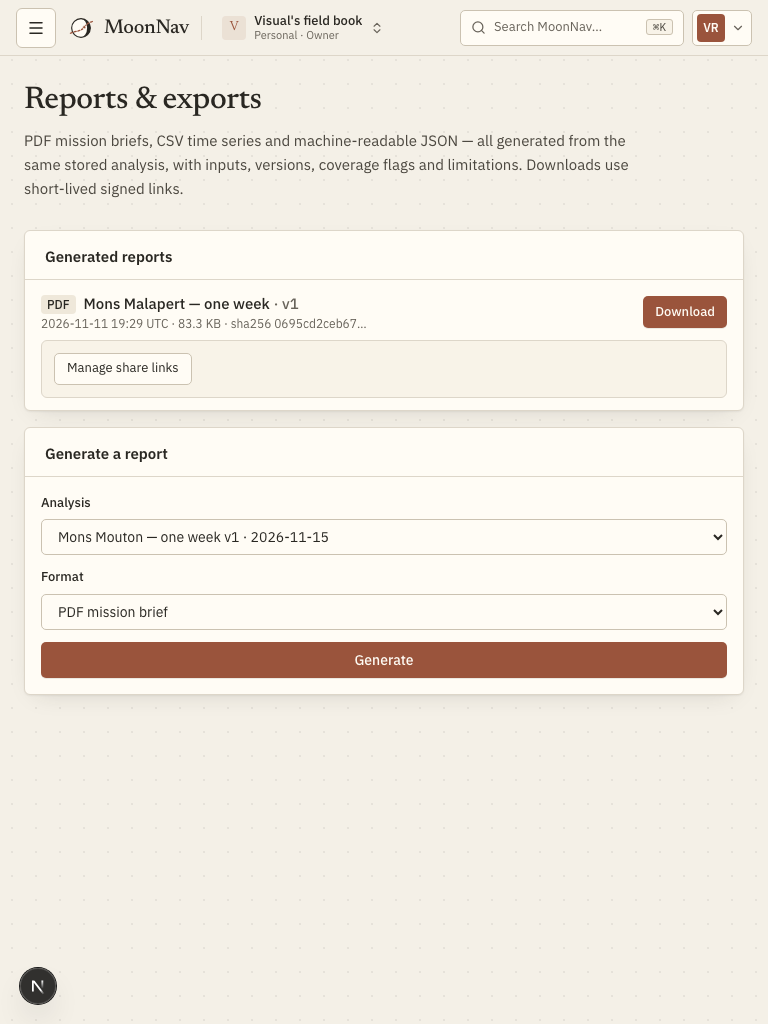 MoonNav
V
Visual's field book
Personal · Owner
Search MoonNav...
⌘K
VR
Reports & exports
PDF mission briefs, CSV time series and machine-readable JSON — all generated from the
same stored analysis, with inputs, versions, coverage flags and limitations. Downloads use
short-lived signed links.
Generated reports
PDF Mons Malapert — one week · v1
2026-11-11 19:29 UTC · 83.3 KB · sha256 0695cd2ceb67…
Download
Manage share links
Generate a report
Analysis
Mons Mouton — one week v1 · 2026-11-15
Format
PDF mission brief
Generate
N